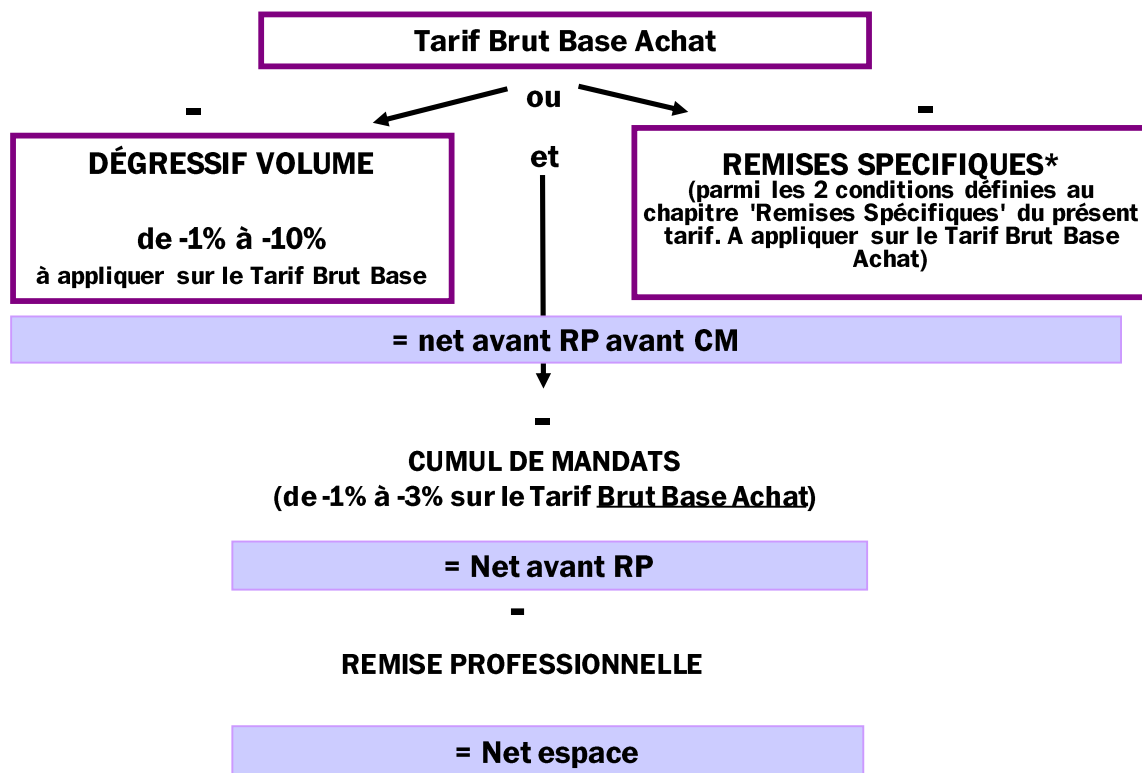 Tarif Brut Base Achat
-
ou
-
et
DÉGRESSIF VOLUME
de -1% à -10%
à appliquer sur le Tarif Brut Base
REMISES SPECIFIQUES*
(parmi les 2 conditions définies au
chapitre 'Remises Spécifiques' du présent
tarif. A appliquer sur le Tarif Brut Base
Achat)
= net avant RP avant CM
-
CUMUL DE MANDATS
(de -1% à -3% sur le Tarif Brut Base Achat)
= Net avant RP
-
REMISE PROFESSIONNELLE
= Net espace